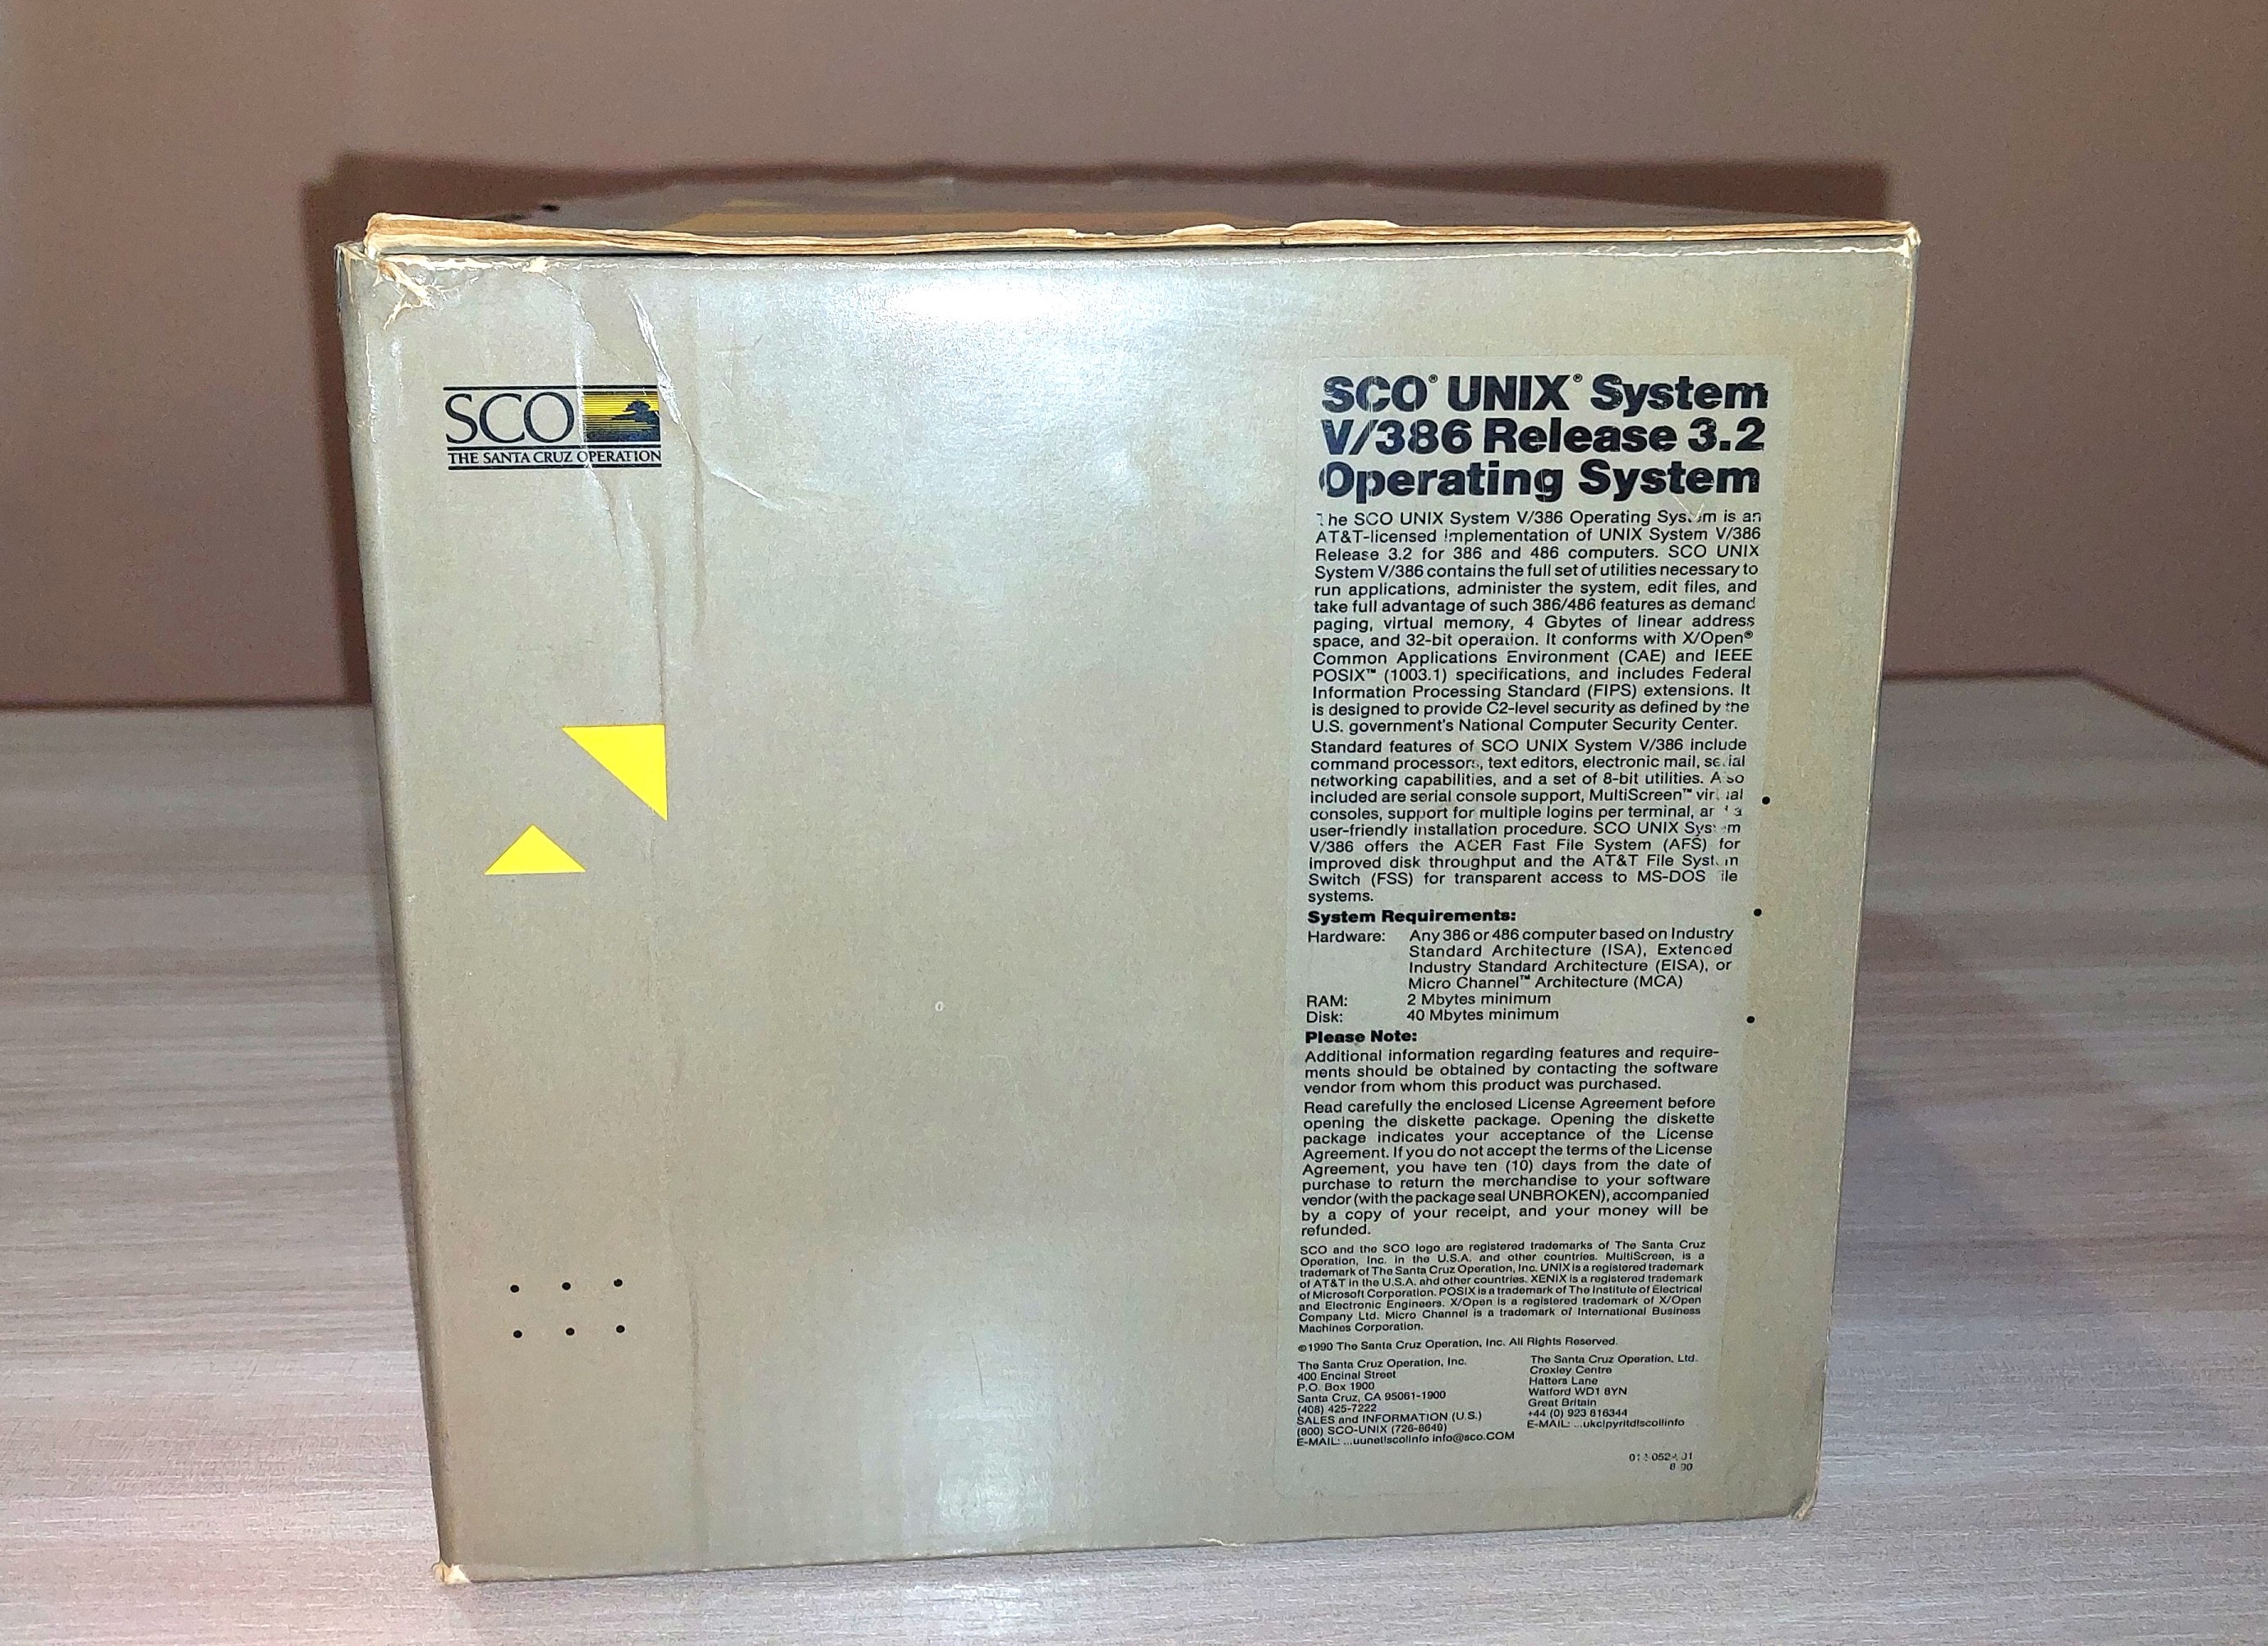 SCO
THE SANTA CRUZ OPERATION
SCO® UNIX® System
V/386 Release 3.2
Operating System
The SCO UNIX System V/386 Operating System is an
AT&T-licensed implementation of UNIX System V/386
Release 3.2 for 386 and 486 computers. SCO UNIX
System V/386 contains the full set of utilities necessary to
run applications, administer the system, edit files, and
take full advantage of such 386/486 features as demand
paging, virtual memory, 4 Gbytes of linear address
space, and 32-bit operation. It conforms with X/Open®
Common Applications Environment (CAE) and IEEE
POSIX™ (1003.1) specifications, and includes Federal
Information Processing Standard (FIPS) extensions. It
is designed to provide C2-level security as defined by the
U.S. government's National Computer Security Center.
Standard features of SCO UNIX System V/386 include
command processors, text editors, electronic mail, serial
networking capabilities, and a set of 8-bit utilities. Also
included are serial console support, MultiScreen™ virtual
consoles, support for multiple logins per terminal, and a
user-friendly installation procedure. SCO UNIX System
V/386 offers the ACER Fast File System (AFS) for
improved disk throughput and the AT&T File System
Switch (FSS) for transparent access to MS-DOS file
systems.
System Requirements:
Hardware: Any 386 or 486 computer based on Industry
Standard Architecture (ISA), Extended
Industry Standard Architecture (EISA), or
Micro Channel™ Architecture (MCA)
RAM: 2 Mbytes minimum
Disk: 40 Mbytes minimum
Please Note:
Additional information regarding features and require-
ments should be obtained by contacting the software
vendor from whom this product was purchased.
Read carefully the enclosed License Agreement before
opening the diskette package. Opening the diskette
package indicates your acceptance of the License
Agreement. If you do not accept the terms of the License
Agreement, you have ten (10) days from the date of
purchase to return the merchandise to your software
vendor (with the package seal UNBROKEN), accompanied
by a copy of your receipt, and your money will be
refunded.
SCO and the SCO logo are registered trademarks of The Santa Cruz
Operation, Inc. in the U.S.A. and other countries. MultiScreen, is a
trademark of The Santa Cruz Operation, Inc. UNIX is a registered trademark
of AT&T in the U.S.A. and other countries. XENIX is a registered trademark
of Microsoft Corporation. POSIX is a trademark of The Institute of Electrical
and Electronic Engineers. X/Open is a registered trademark of X/Open
Company Ltd. Micro Channel is a trademark of International Business
Machines Corporation.
©1990 The Santa Cruz Operation, Inc. All Rights Reserved.
The Santa Cruz Operation, Inc.
400 Encinal Street
P.O. Box 1900
Santa Cruz, CA 95061-1900
(408) 425-7222
SALES and INFORMATION (U.S.)
(800) SCO-UNIX (726-8649)
E-MAIL: ...uunet!sco!info info@sco.COM
The Santa Cruz Operation, Ltd.
Croxley Centre
Hatters Lane
Watford WD1 8YN
Great Britain
+44 (0) 923 816344
E-MAIL: ...ukc!pyritd!sco!info